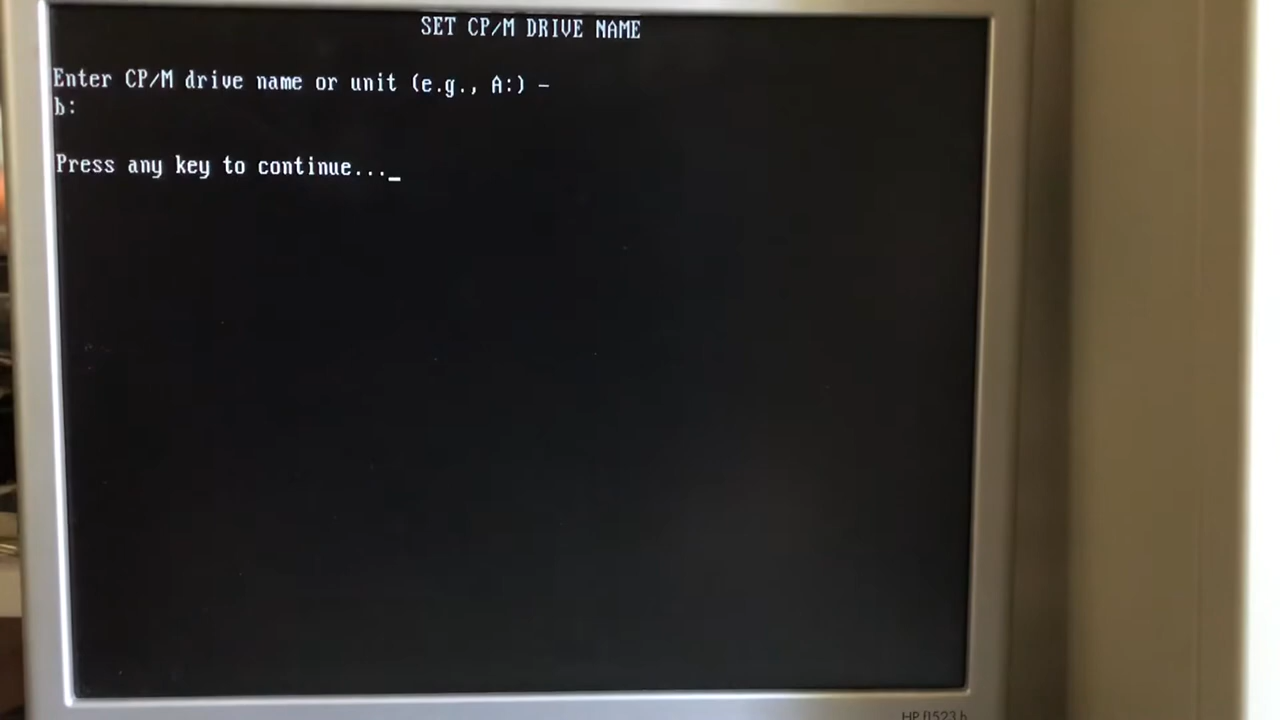 SET CP/M DRIVE NAME
Enter CP/M drive name or unit (e.g., A:) -
b:
Press any key to continue..._